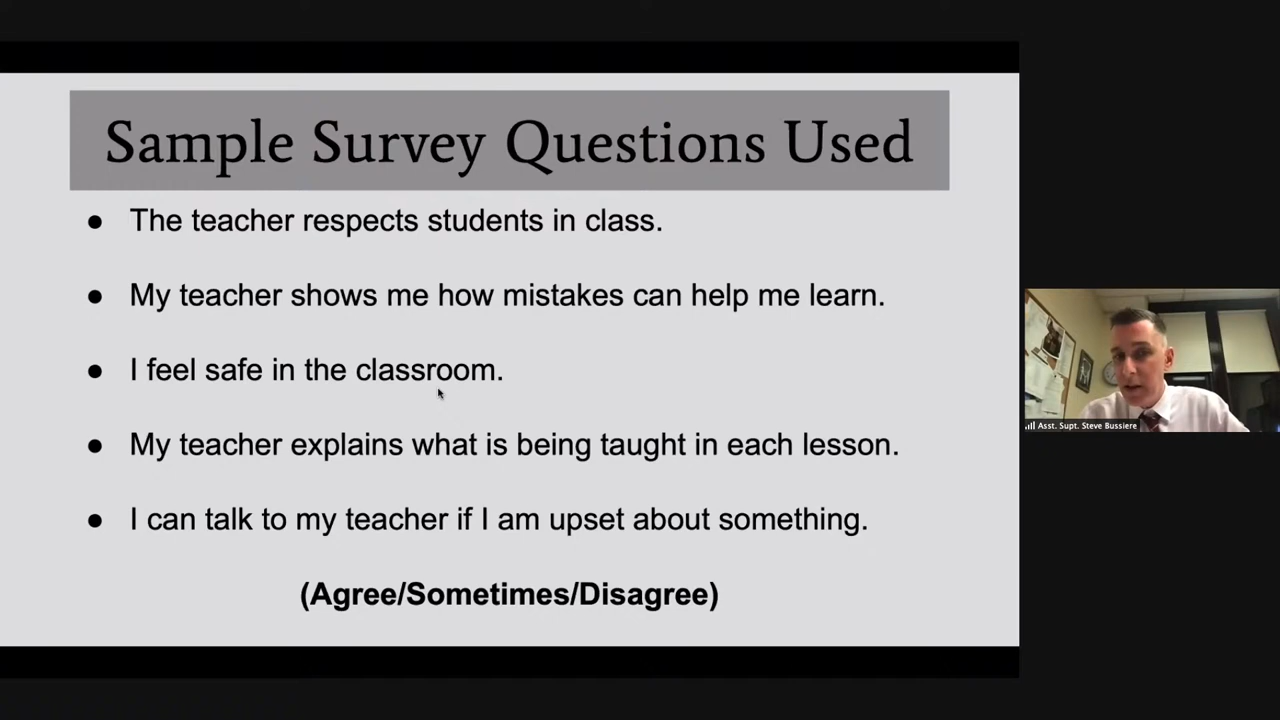 Sample Survey Questions Used
● The teacher respects students in class.
● My teacher shows me how mistakes can help me learn.
● I feel safe in the classroom.
● My teacher explains what is being taught in each lesson.
● I can talk to my teacher if I am upset about something.
(Agree/Sometimes/Disagree)
Asst. Supt. Steve Bussiere